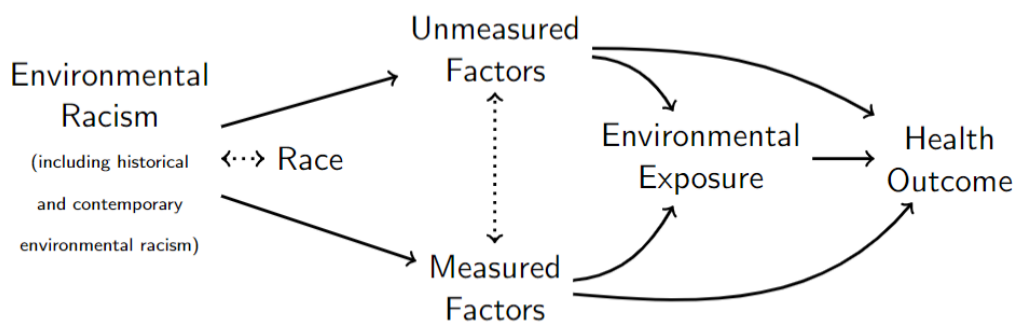 Environmental
Racism
(including historical
and contemporary
environmental racism)
Race
Unmeasured
Factors
Measured
Factors
Environmental
Exposure
Health
Outcome